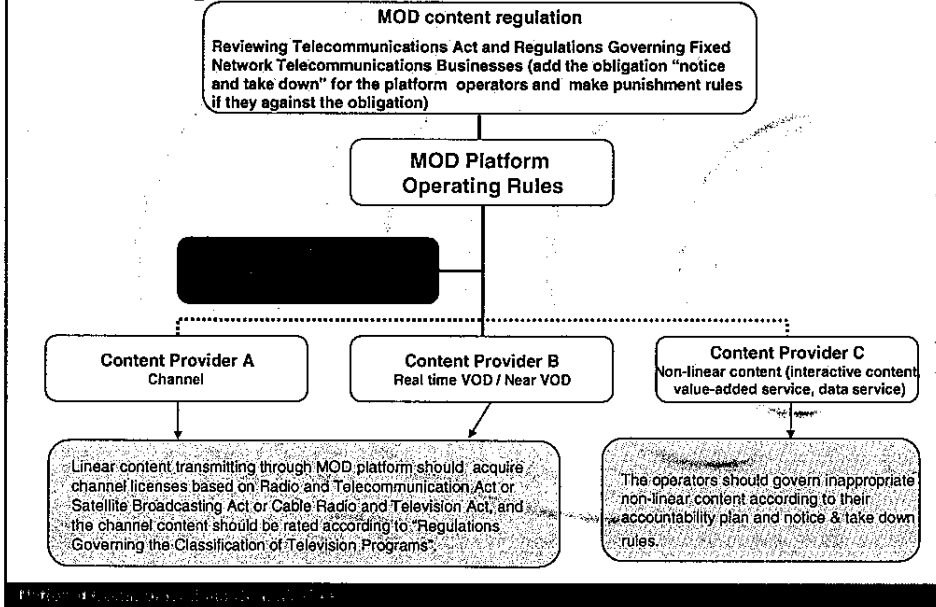 MOD content regulation
Reviewing Telecommunications Act and Regulations Governing Fixed
Network Telecommunications Businesses (add the obligation "notice
and take down" for the platform operators and make punishment rules
if they against the obligation)
MOD Platform
Operating Rules
Content Provider A
Channel
Content Provider B
Real time VOD / Near VOD
Content Provider C
Non-linear content (interactive content,
value-added service, data service)
Linear content transmitting through MOD platform should acquire
channel licenses based on Radio and Telecommunication Act or
Satellite Broadcasting Act or Cable Radio and Television Act, and
the channel content should be rated according to "Regulations
Governing the Classification of Television Programs".
The operators should govern inappropriate
non-linear content according to their
accountability plan and notice & take down
rules.